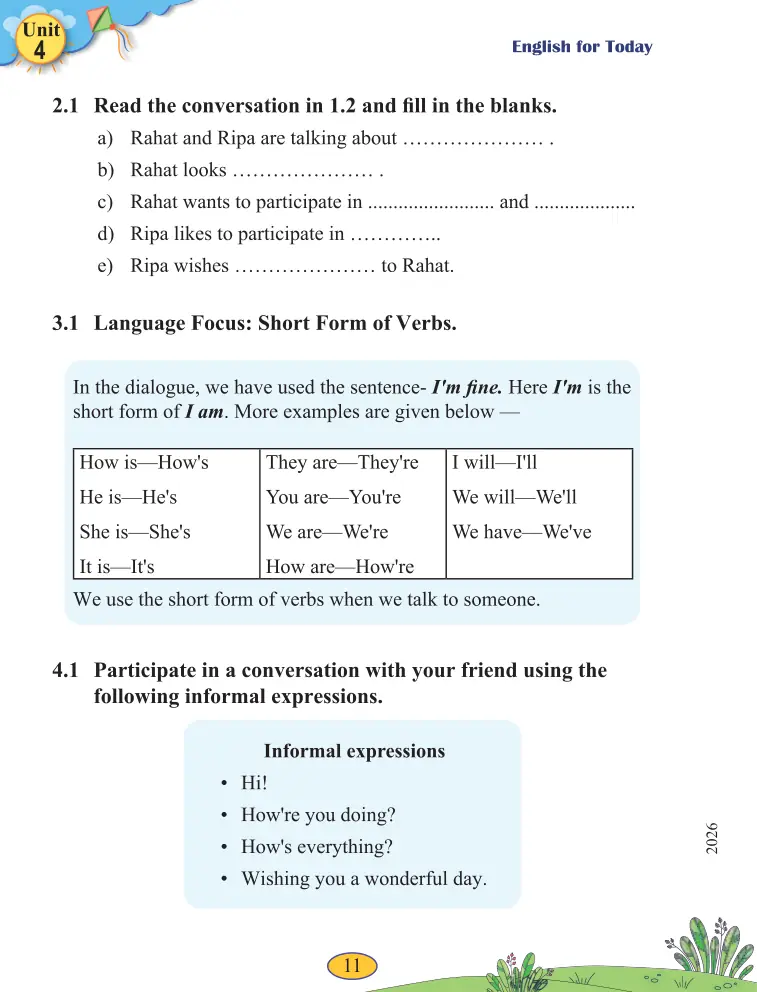 Unit
4
English for Today
2.1 Read the conversation in 1.2 and fill in the blanks.
a) Rahat and Ripa are talking about ………………… .
b) Rahat looks ………………… .
c) Rahat wants to participate in ......................... and ....................
d) Ripa likes to participate in …………..
e) Ripa wishes ………………… to Rahat.
3.1 Language Focus: Short Form of Verbs.
In the dialogue, we have used the sentence- I'm fine. Here I'm is the
short form of I am. More examples are given below —
How is—How's They are—They're I will—I'll
He is—He's You are—You're We will—We'll
She is—She's We are—We're We have—We've
It is—It's How are—How're
We use the short form of verbs when we talk to someone.
4.1 Participate in a conversation with your friend using the
following informal expressions.
Informal expressions
• Hi!
• How're you doing?
• How's everything?
• Wishing you a wonderful day.
2026
11